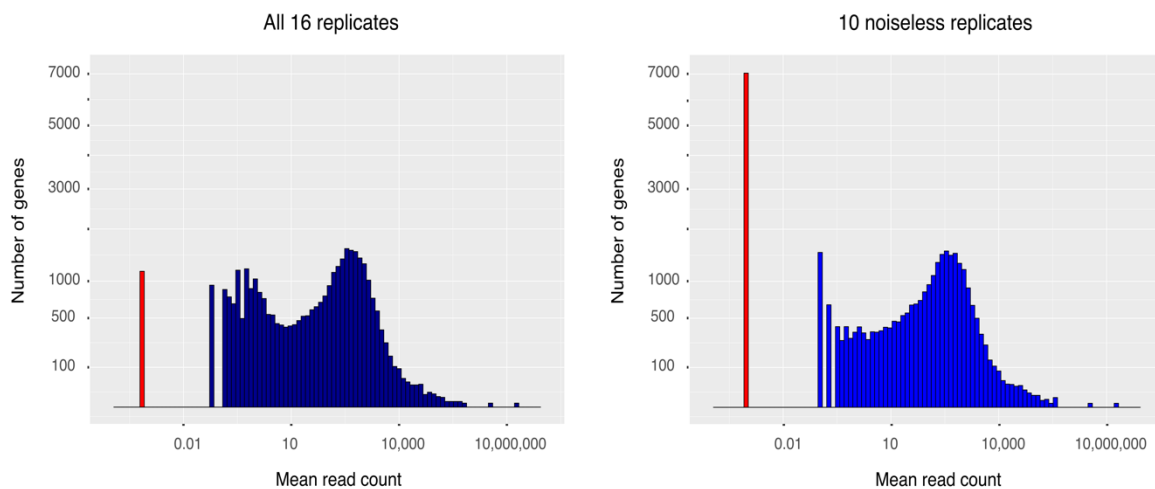 All 16 replicates
Number of genes
7000
5000
3000
1000
500
100
0.01 10 10,000 10,000,000
Mean read count
10 noiseless replicates
Number of genes
7000
5000
3000
1000
500
100
0.01 10 10,000 10,000,000
Mean read count